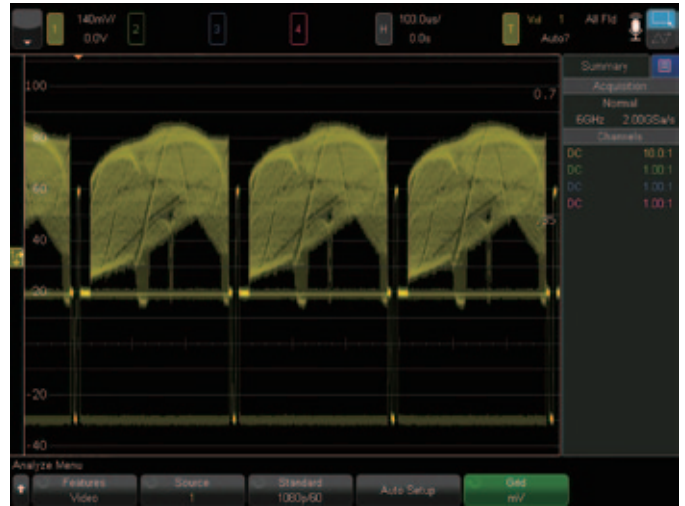 1 140mV/ 0.0V
2
3
4
H 100.0us/ 0.0s
T Vid 1 All Fld Auto?
Summary
Acquisition
Normal
6GHz 2.00GSa/s
Channels
DC 10.0:1
DC 1.00:1
DC 1.00:1
DC 1.00:1
100
0.7
80
60
.35
40
20
-20
-40
Analyze Menu
Features
Video
Source
1
Standard
1080p/60
Auto Setup
Grid
mV